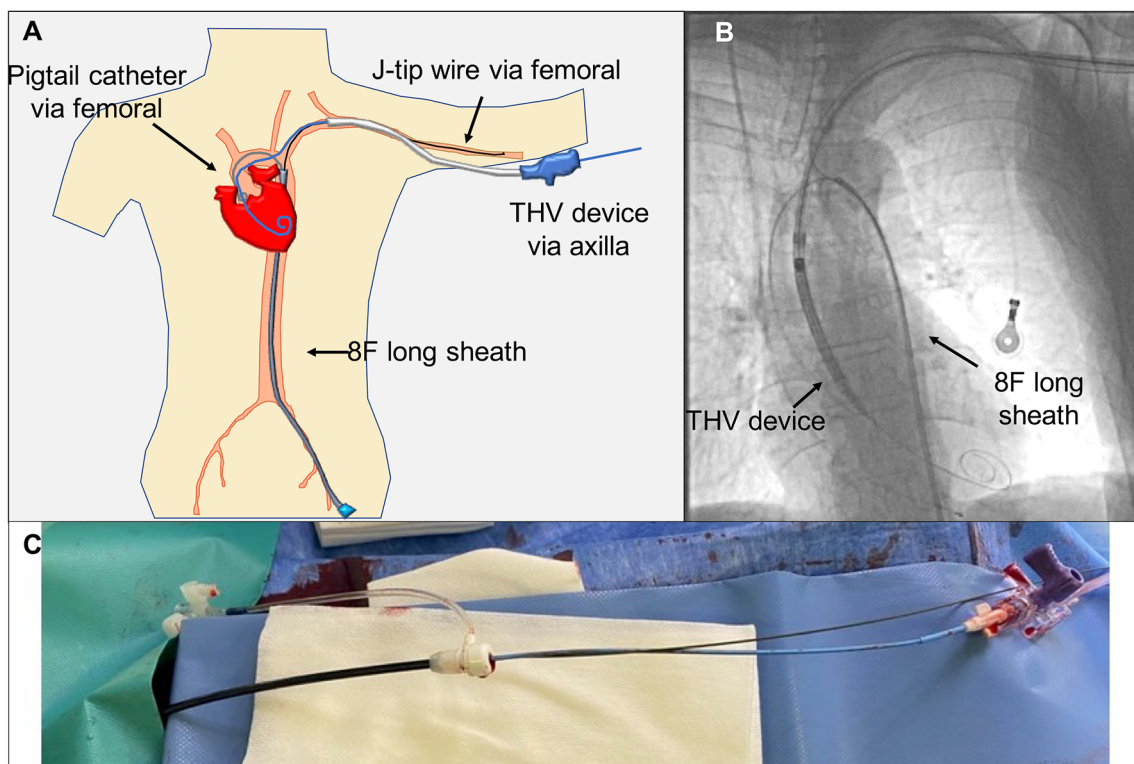 A
Pigtail catheter
via femoral
J-tip wire via femoral
THV device
via axilla
8F long sheath
B
THV device
8F long
sheath
C